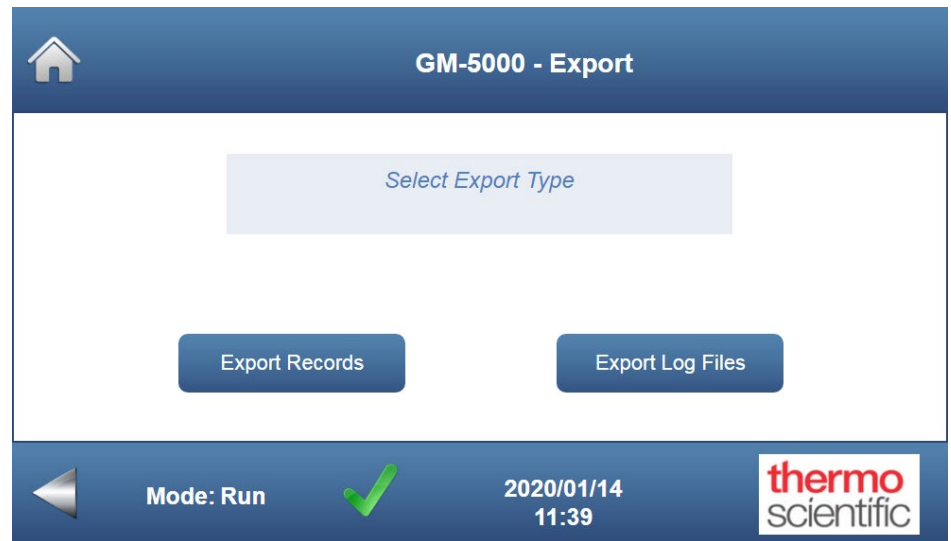 GM-5000 - Export
Select Export Type
Export Records
Export Log Files
Mode: Run
2020/01/14
11:39
thermo
scientific